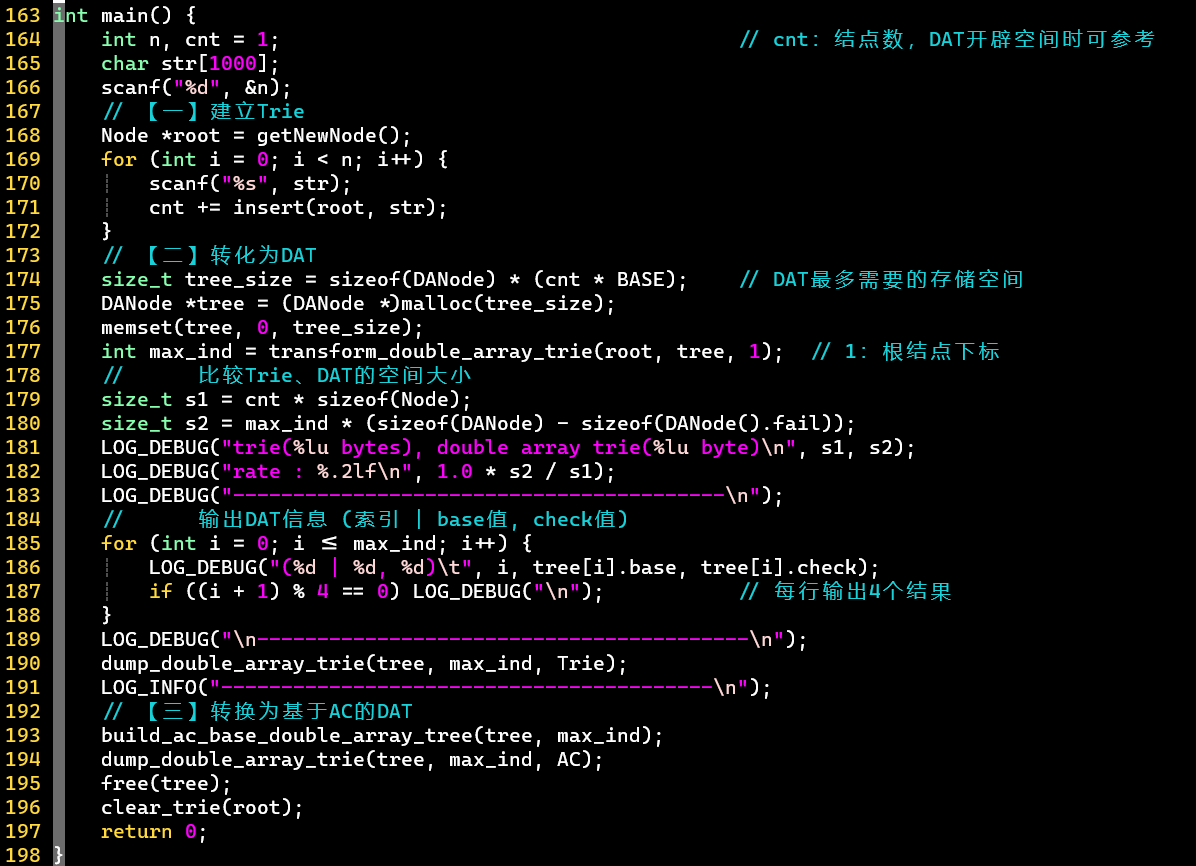 163 int main() {
164     int n, cnt = 1;                                      // cnt: 结点数, DAT开辟空间时可参考
165     char str[1000];
166     scanf("%d", &n);
167     // 【一】建立Trie
168     Node *root = getNewNode();
169     for (int i = 0; i < n; i++) {
170     ┊   scanf("%s", str);
171     ┊   cnt += insert(root, str);
172     }
173     // 【二】转化为DAT
174     size_t tree_size = sizeof(DANode) * (cnt * BASE);    // DAT最多需要的存储空间
175     DANode *tree = (DANode *)malloc(tree_size);
176     memset(tree, 0, tree_size);
177     int max_ind = transform_double_array_trie(root, tree, 1);  // 1: 根结点下标
178     //      比较Trie、DAT的空间大小
179     size_t s1 = cnt * sizeof(Node);
180     size_t s2 = max_ind * (sizeof(DANode) - sizeof(DANode().fail));
181     LOG_DEBUG("trie(%lu bytes), double array trie(%lu byte)\n", s1, s2);
182     LOG_DEBUG("rate : %.2lf\n", 1.0 * s2 / s1);
183     LOG_DEBUG("-----------------------------------------\n");
184     //      输出DAT信息 (索引 | base值, check值)
185     for (int i = 0; i <= max_ind; i++) {
186     ┊   LOG_DEBUG("(%d | %d, %d)\t", i, tree[i].base, tree[i].check);
187     ┊   if ((i + 1) % 4 == 0) LOG_DEBUG("\n");           // 每行输出4个结果
188     }
189     LOG_DEBUG("\n-----------------------------------------\n");
190     dump_double_array_trie(tree, max_ind, Trie);
191     LOG_INFO("-----------------------------------------\n");
192     // 【三】转换为基于AC的DAT
193     build_ac_base_double_array_tree(tree, max_ind);
194     dump_double_array_trie(tree, max_ind, AC);
195     free(tree);
196     clear_trie(root);
197     return 0;
198 }